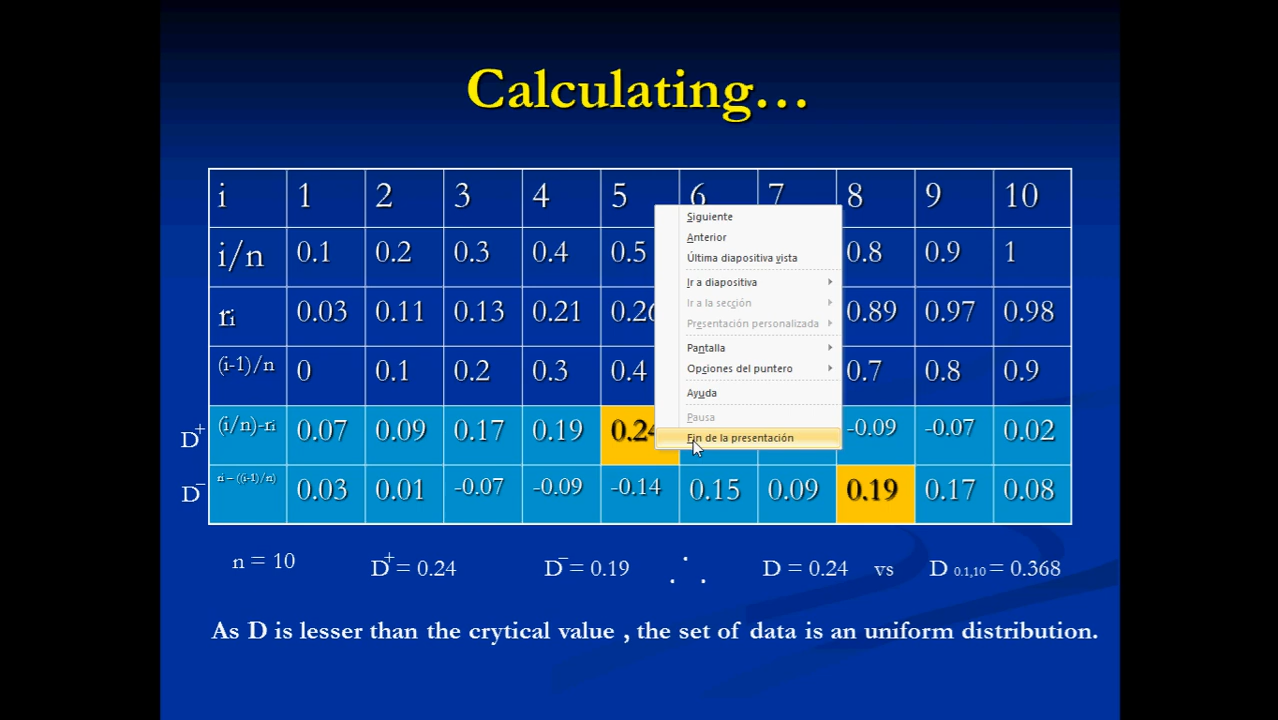 Calculating…
i 1 2 3 4 5 6 7 8 9 10
i/n 0.1 0.2 0.3 0.4 0.5 0.8 0.9 1
ri 0.03 0.11 0.13 0.21 0.26 0.89 0.97 0.98
(i-1)/n 0 0.1 0.2 0.3 0.4 0.7 0.8 0.9
D+ (i/n)-ri 0.07 0.09 0.17 0.19 0.24 -0.09 -0.07 0.02
D− ri – ((i-1)/n) 0.03 0.01 -0.07 -0.09 -0.14 0.15 0.09 0.19 0.17 0.08
Siguiente
Anterior
Última diapositiva vista
Ir a diapositiva
Ir a la sección
Presentación personalizada
Pantalla
Opciones del puntero
Ayuda
Pausa
Fin de la presentación
n = 10 D+ = 0.24 D− = 0.19 ∴ D = 0.24 vs D 0.1,10 = 0.368
As D is lesser than the crytical value , the set of data is an uniform distribution.